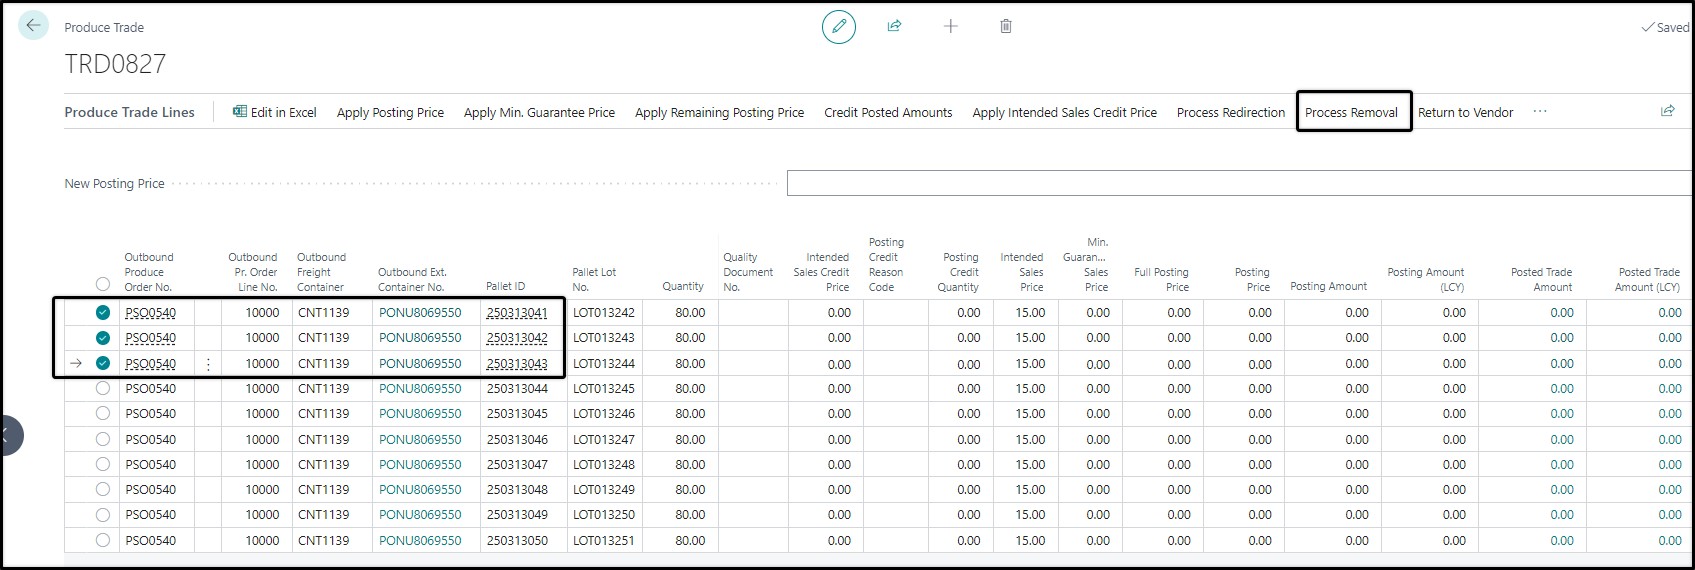 Produce Trade
Saved
TRD0827
Produce Trade Lines Edit in Excel Apply Posting Price Apply Min. Guarantee Price Apply Remaining Posting Price Credit Posted Amounts Apply Intended Sales Credit Price Process Redirection Process Removal Return to Vendor ...
New Posting Price
Outbound Produce Order No. Outbound Pr. Order Line No. Outbound Freight Container Outbound Ext. Container No. Pallet ID Pallet Lot No. Quantity Quality Document No. Intended Sales Credit Price Posting Credit Reason Code Posting Credit Quantity Intended Sales Price Min. Guaran... Sales Price Full Posting Price Posting Price Posting Amount Posting Amount (LCY) Posted Trade Amount Posted Trade Amount (LCY)
PSO0540 10000 CNT1139 PONU8069550 250313041 LOT013242 80.00 0.00 0.00 15.00 0.00 0.00 0.00 0.00 0.00 0.00 0.00
PSO0540 10000 CNT1139 PONU8069550 250313042 LOT013243 80.00 0.00 0.00 15.00 0.00 0.00 0.00 0.00 0.00 0.00 0.00
PSO0540 10000 CNT1139 PONU8069550 250313043 LOT013244 80.00 0.00 0.00 15.00 0.00 0.00 0.00 0.00 0.00 0.00 0.00
PSO0540 10000 CNT1139 PONU8069550 250313044 LOT013245 80.00 0.00 0.00 15.00 0.00 0.00 0.00 0.00 0.00 0.00 0.00
PSO0540 10000 CNT1139 PONU8069550 250313045 LOT013246 80.00 0.00 0.00 15.00 0.00 0.00 0.00 0.00 0.00 0.00 0.00
PSO0540 10000 CNT1139 PONU8069550 250313046 LOT013247 80.00 0.00 0.00 15.00 0.00 0.00 0.00 0.00 0.00 0.00 0.00
PSO0540 10000 CNT1139 PONU8069550 250313047 LOT013248 80.00 0.00 0.00 15.00 0.00 0.00 0.00 0.00 0.00 0.00 0.00
PSO0540 10000 CNT1139 PONU8069550 250313048 LOT013249 80.00 0.00 0.00 15.00 0.00 0.00 0.00 0.00 0.00 0.00 0.00
PSO0540 10000 CNT1139 PONU8069550 250313049 LOT013250 80.00 0.00 0.00 15.00 0.00 0.00 0.00 0.00 0.00 0.00 0.00
PSO0540 10000 CNT1139 PONU8069550 250313050 LOT013251 80.00 0.00 0.00 15.00 0.00 0.00 0.00 0.00 0.00 0.00 0.00